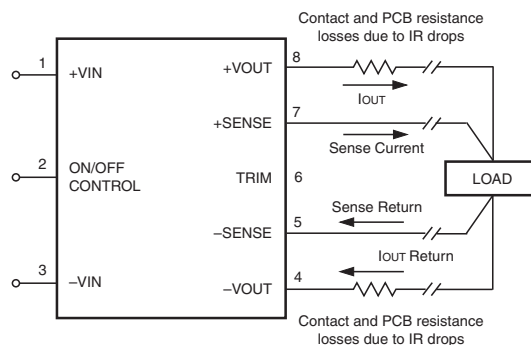 Contact and PCB resistance
losses due to IR drops
1
+VIN
+VOUT
8
IOUT
+SENSE
7
Sense Current
2
ON/OFF
CONTROL
TRIM
6
LOAD
Sense Return
–SENSE
5
IOUT Return
3
–VIN
–VOUT
4
Contact and PCB resistance
losses due to IR drops